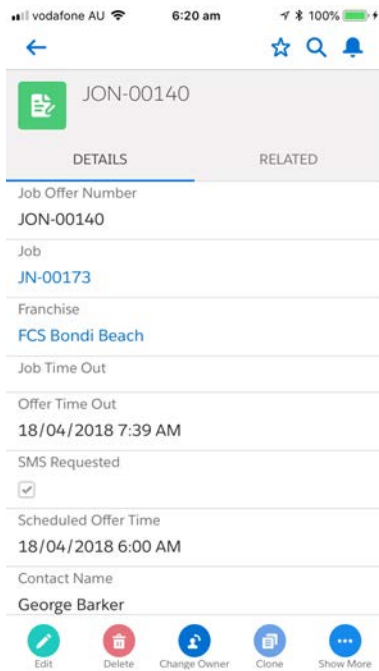 vodafone AU 6:20 am 100%
JON-00140
DETAILS RELATED
Job Offer Number
JON-00140
Job
JN-00173
Franchise
FCS Bondi Beach
Job Time Out
Offer Time Out
18/04/2018 7:39 AM
SMS Requested
Scheduled Offer Time
18/04/2018 6:00 AM
Contact Name
George Barker
Edit Delete Change Owner Clone Show More